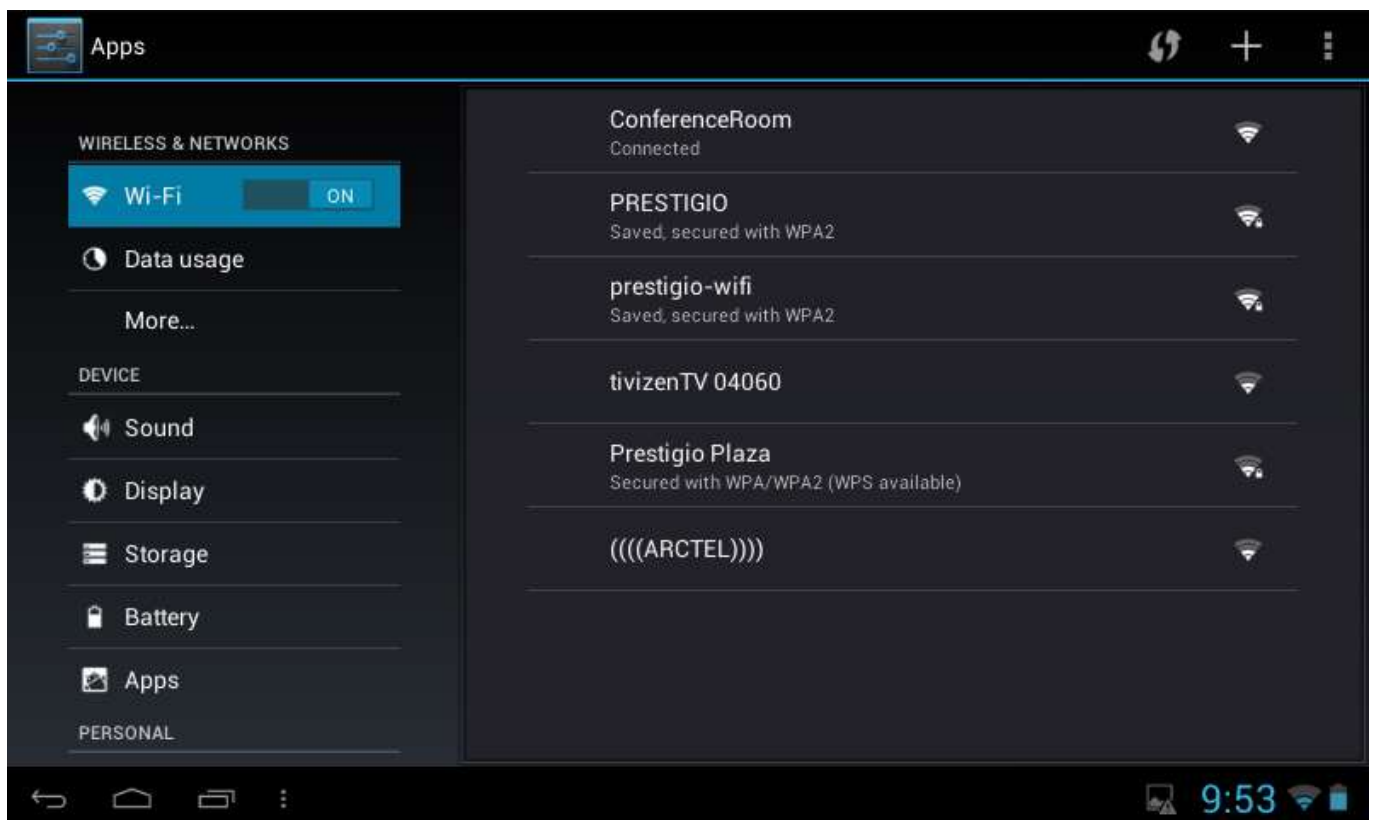 Apps
WIRELESS & NETWORKS
Wi-Fi ON
Data usage
More...
DEVICE
Sound
Display
Storage
Battery
Apps
PERSONAL
ConferenceRoom
Connected
PRESTIGIO
Saved, secured with WPA2
prestigio-wifi
Saved, secured with WPA2
tivizenTV 04060
Prestigio Plaza
Secured with WPA/WPA2 (WPS available)
((((ARCTEL))))
9:53